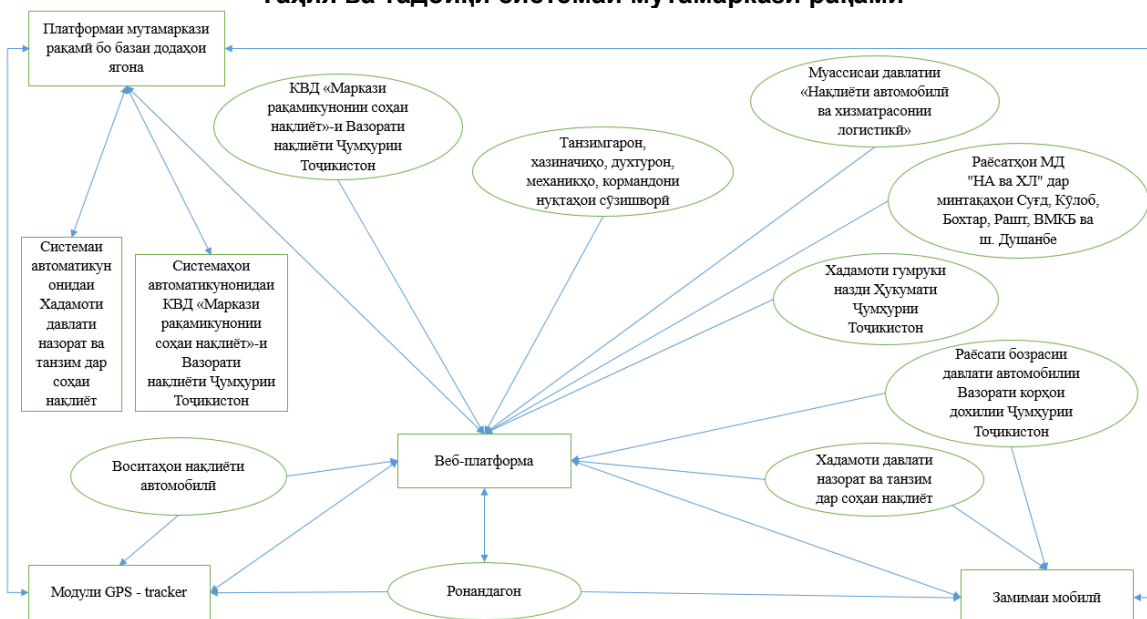 Таҳия ва тадбиқи системаи мутамаркази рақамӣ
Платформаи мутамаркази
рақамӣ бо базаи додаҳои
ягона
КВД «Маркази
рақамикунонии соҳаи
нақлиёт»-и Вазорати
нақлиёти Ҷумҳурии
Тоҷикистон
Танзимгарон,
хазиначиҳо, духтурон,
механикҳо, кормандони
нуқтаҳои сӯзишворӣ
Муассисаи давлатии
«Нақлиёти автомобилӣ
ва хизматрасонии
логистикӣ»
Раёсатҳои МД
"НА ва ХЛ" дар
минтақаҳои Суғд, Кӯлоб,
Бохтар, Рашт, ВМКБ ва
ш. Душанбе
Системаи
автоматикун
онидаи
Хадамоти
давлати
назорат ва
танзим дар
соҳаи
нақлиёт
Системаҳои
автоматикунонидаи
КВД «Маркази
рақамикунонии
соҳаи нақлиёт»-и
Вазорати
нақлиёти Ҷумҳурии
Тоҷикистон
Хадамоти гумруки
назди Ҳукумати
Ҷумҳурии
Тоҷикистон
Раёсати бозрасии
давлати автомобилии
Вазорати корҳои
дохилии Ҷумҳурии
Тоҷикистон
Воситаҳои нақлиёти
автомобилӣ
Веб-платформа
Хадамоти давлати
назорат ва танзим
дар соҳаи нақлиёт
Модули GPS - tracker
Ронандагон
Замимаи мобилӣ